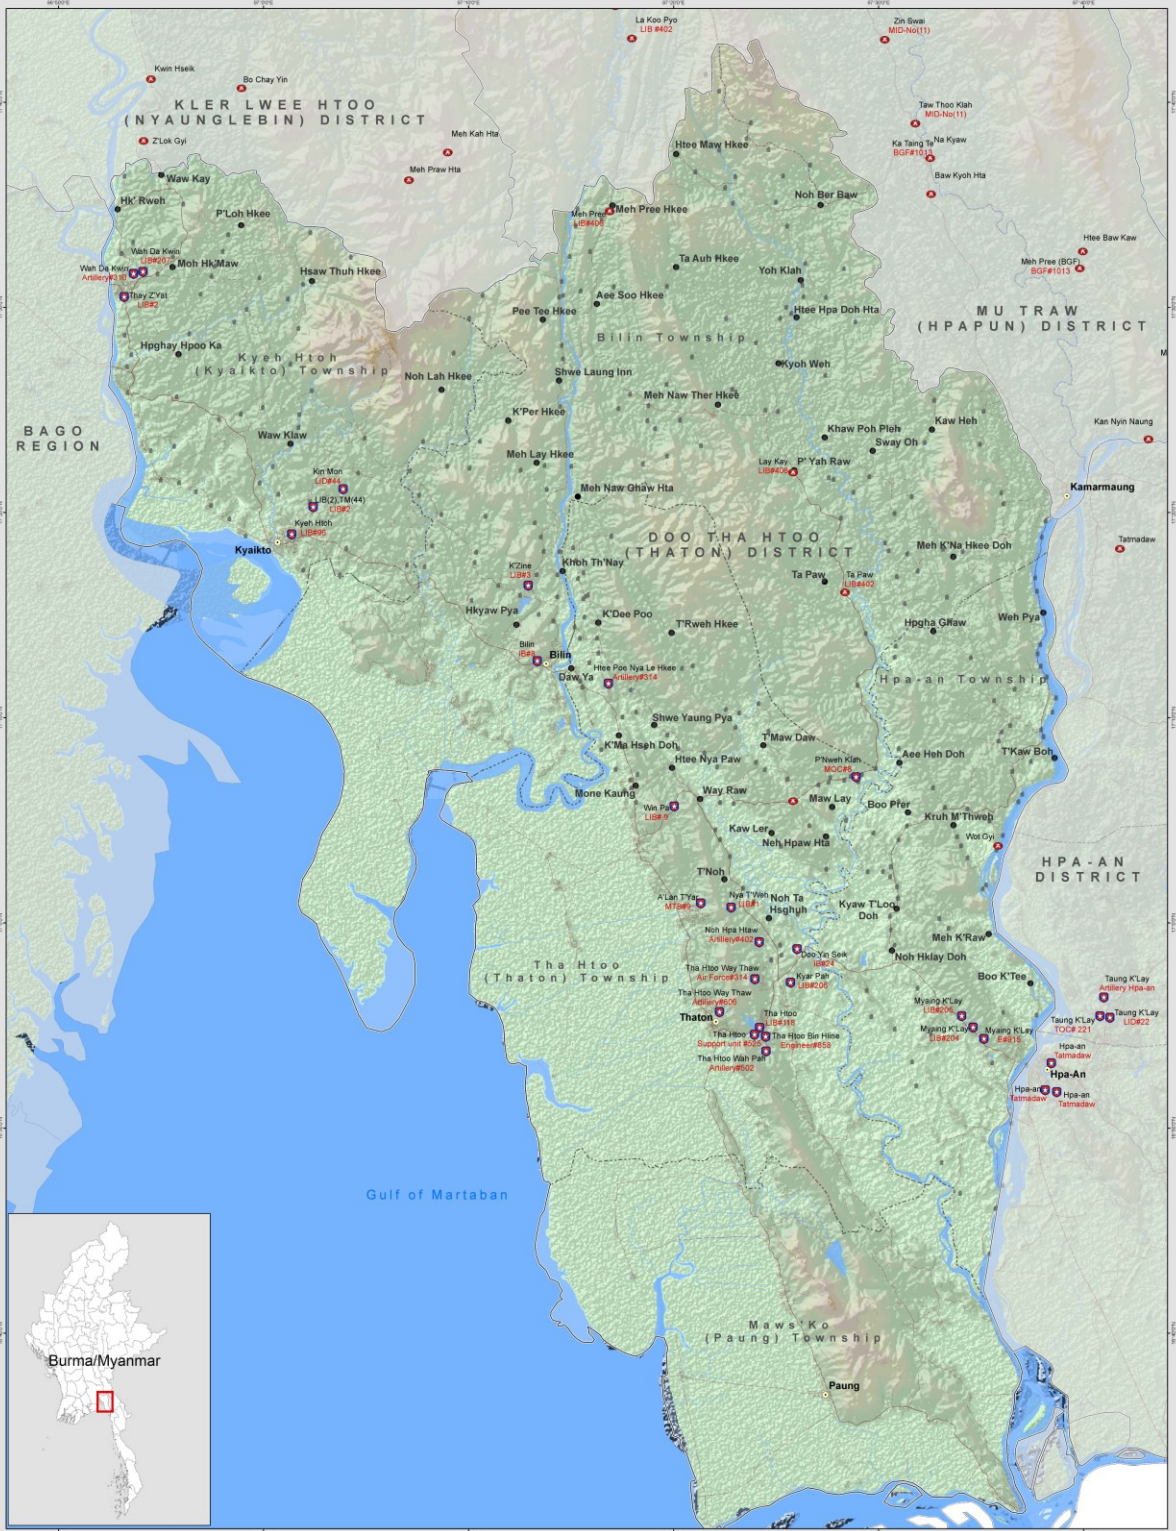 La Koo Pyo
LIB #402
Zin Swai
MID-No(11)
Kwin Hseik
Bo Chay Yin
KLER LWEE HTOO
(NYAUNGLEBIN) DISTRICT
Taw Thoo Klah
MID-No(11)
Z'Lok Gyi
Meh Kah Hta
Htee Maw Hkee
Ka Taing Te
BGF#1013
Na Kyaw
Meh Praw Hta
Baw Kyoh Hta
Waw Kay
Hk' Rweh
Noh Ber Baw
P'Loh Hkee
Meh Pree
LIB#406
Meh Pree Hkee
Htee Baw Kaw
Wah Da Kwin
LIB#207
Wah Da Kwin
Artillery#310
Moh Hk'Maw
Hsaw Thuh Hkee
Ta Auh Hkee
Yoh Klah
Meh Pree (BGF)
BGF#1013
Thay Z'Yat
LIB#2
Aee Soo Hkee
Pee Tee Hkee
Htee Hpa Doh Hta
MU TRAW
(HPAPUN) DISTRICT
Bilin Township
Hpghay Hpoo Ka
Kyeh Htoh
(Kyaikto) Township
Noh Lah Hkee
Shwe Laung Inn
Kyoh Weh
Meh Naw Ther Hkee
K'Per Hkee
BAGO
REGION
Waw Klaw
Khaw Poh Pleh
Kaw Heh
Kan Nyin Naung
Sway Oh
Meh Lay Hkee
Lay Kay
LIB#408
P' Yah Raw
Kin Mon
LID#44
Meh Naw Ghaw Hta
Kamarmaung
LIB(2),TM(44)
LIB#2
Kyeh Htoh
LIB#96
Kyaikto
DOO THA HTOO
(THATON) DISTRICT
Meh K'Na Hkee Doh
Tatmadaw
K'Zine
LIB#3
Khoh Th'Nay
Ta Paw
Ta Paw
LIB#402
Hkyaw Pya
K'Dee Poo
T'Rweh Hkee
Hpgha Ghaw
Weh Pya
Bilin
IB#8
Bilin
Daw Ya
Htee Poe Nya Le Hkee
Artillery#314
Hpa-an Township
Shwe Yaung Pya
K'Ma Hseh Doh
T'Maw Daw
Htee Nya Paw
P'Nweh Klah
MOC#8
Aee Heh Doh
T'Kaw Boh
Mone Kaung
Win Pa
LIB# 9
Way Raw
Maw Lay
Boo Prer
Kruh M'Thweh
Kaw Ler
Neh Hpaw Hta
Wot Gyi
HPA-AN
DISTRICT
T'Noh
A'Lan T'Yar
MTB#9
Nya T'Weh
LIB#1
Noh Ta
Hsghuh
Kyaw T'Loo
Doh
Noh Hpa Htaw
Artillery#402
Meh K'Raw
Doo Yin Seik
IB#24
Noh Hklay Doh
Tha Htoo
(Thaton) Township
Tha Htoo Way Thaw
Air Force#314
Kyar Pah
LIB#206
Boo K'Tee
Taung K'Lay
Artillery Hpa-an
Tha Htoo Way Thaw
Artillery#606
Thaton
Tha Htoo
LIB#118
Myaing K'Lay
LIB#206
Taung K'Lay
TOC# 221
Taung K'Lay
LID#22
Tha Htoo
Support unit #525
Tha Htoo Bin Hline
Engineer#858
Myaing K'Lay
LIB#204
Myaing K'Lay
E#915
Tha Htoo Wah Pah
Artillery#502
Hpa-an
Tatmadaw
Hpa-An
Hpa-an
Tatmadaw
Hpa-an
Tatmadaw
Gulf of Martaban
Maws'Ko
(Paung) Township
Burma/Myanmar
Paung